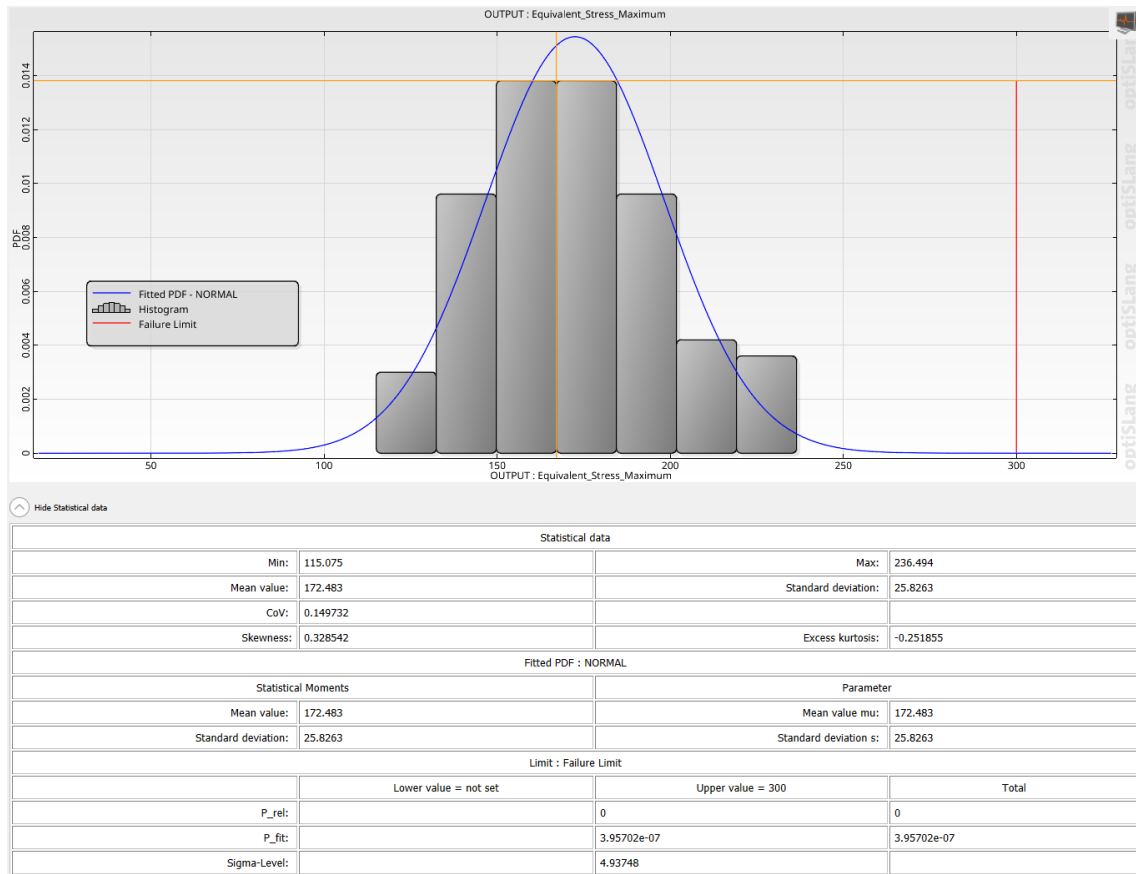 OUTPUT : Equivalent_Stress_Maximum
optiSLang
optiSLang
optiSLang
optiSLang
PDF
0.014
0.012
0.01
0.008
0.006
0.004
0.002
0
Fitted PDF - NORMAL
Histogram
Failure Limit
50 100 150 200 250 300
OUTPUT : Equivalent_Stress_Maximum
Hide Statistical data
Statistical data
Min: 115.075 Max: 236.494
Mean value: 172.483 Standard deviation: 25.8263
CoV: 0.149732
Skewness: 0.328542 Excess kurtosis: -0.251855
Fitted PDF : NORMAL
Statistical Moments Parameter
Mean value: 172.483 Mean value mu: 172.483
Standard deviation: 25.8263 Standard deviation s: 25.8263
Limit : Failure Limit
Lower value = not set Upper value = 300 Total
P_rel: 0 0
P_fit: 3.95702e-07 3.95702e-07
Sigma-Level: 4.93748